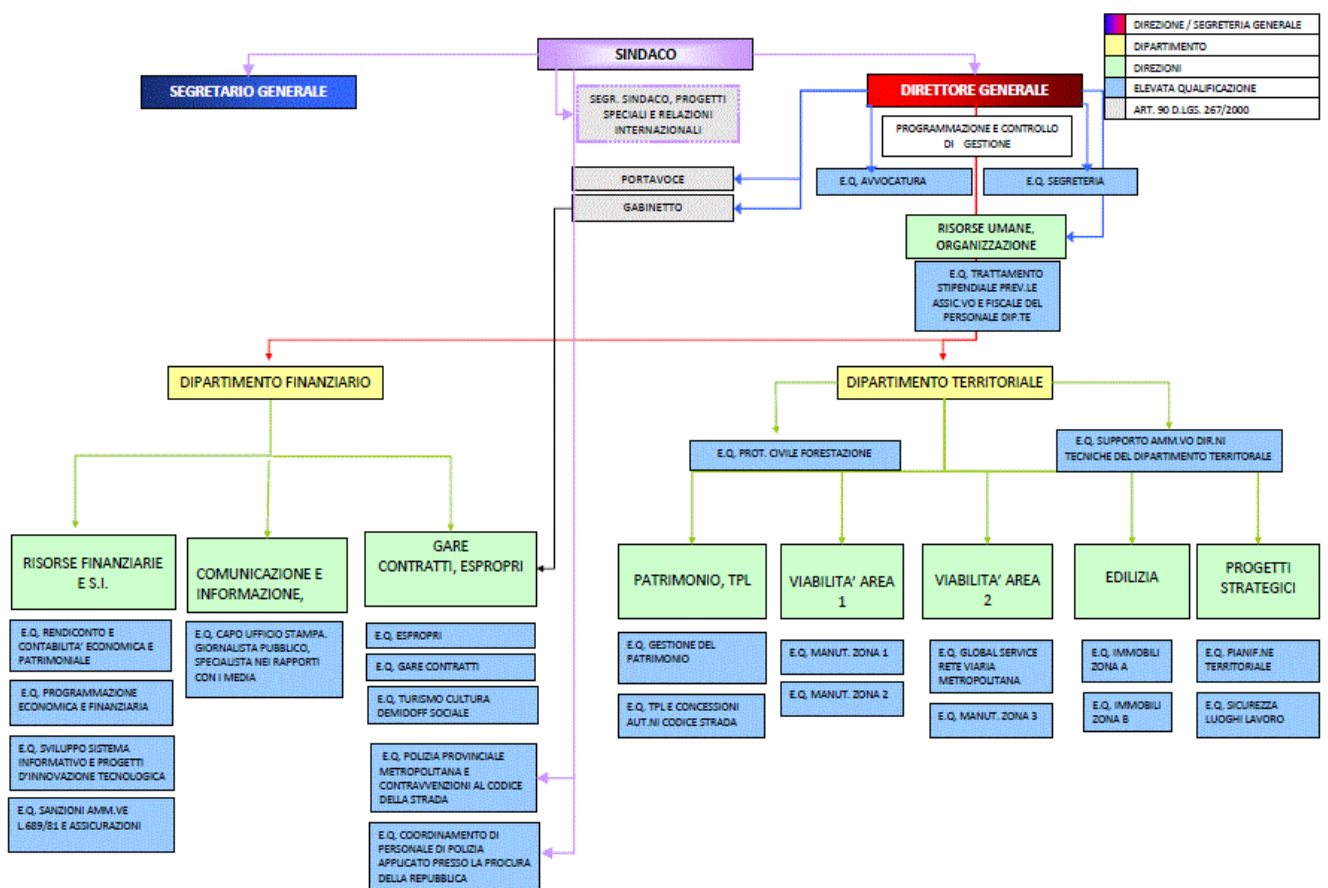 DIREZIONE / SEGRETERIA GENERALE
DIPARTIMENTO
DIREZIONI
ELEVATA QUALIFICAZIONE
ART. 90 D.LGS. 267/2000
SINDACO
SEGRETARIO GENERALE
DIRETTORE GENERALE
SEGR. SINDACO, PROGETTI
SPECIALI E RELAZIONI
INTERNAZIONALI
PROGRAMMAZIONE E CONTROLLO
DI GESTIONE
PORTAVOCE
GABINETTO
E.Q, AVVOCATURA
E.Q, SEGRETERIA
RISORSE UMANE,
ORGANIZZAZIONE
E.Q, TRATTAMENTO
STIPENDIALE PREV.LE
ASSIC.VO E FISCALE DEL
PERSONALE DIP.TE
DIPARTIMENTO FINANZIARIO
DIPARTIMENTO TERRITORIALE
E.Q, PROT. CIVILE FORESTAZIONE
E.Q, SUPPORTO AMM.VO DIR.NI
TECNICHE DEL DIPARTIMENTO TERRITORALE
RISORSE FINANZIARIE
E S.I.
COMUNICAZIONE E
INFORMAZIONE,
GARE
CONTRATTI, ESPROPRI
PATRIMONIO, TPL
VIABILITA' AREA
1
VIABILITA' AREA
2
EDILIZIA
PROGETTI
STRATEGICI
E.Q, RENDICONTO E
CONTABILITA' ECONOMICA E
PATRIMONIALE
E.Q, PROGRAMMAZIONE
ECONOMICA E FINANZIARIA
E.Q, SVILUPPO SISTEMA
INFORMATIVO E PROGETTI
D'INNOVAZIONE TECNOLOGICA
E.Q, SANZIONI AMM.VE
L.689/81 E ASSICURAZIONI
E.Q, CAPO UFFICIO STAMPA.
GIORNALISTA PUBBLICO,
SPECIALISTA NEI RAPPORTI
CON I MEDIA
E.Q, ESPROPRI
E.Q, GARE CONTRATTI
E.Q, TURISMO CULTURA
DEMIDOFF SOCIALE
E.Q, POLIZIA PROVINCIALE
METROPOLITANA E
CONTRAVVENZIONI AL CODICE
DELLA STRADA
E.Q, COORDINAMENTO DI
PERSONALE DI POLIZIA
APPLICATO PRESSO LA PROCURA
DELLA REPUBBLICA
E.Q, GESTIONE DEL
PATRIMONIO
E.Q, TPL E CONCESSIONI
AUT.NI CODICE STRADA
E.Q, MANUT. ZONA 1
E.Q, MANUT. ZONA 2
E.Q, GLOBAL SERVICE
RETE VIARIA
METROPOLITANA
E.Q, MANUT. ZONA 3
E.Q, IMMOBILI
ZONA A
E.Q, IMMOBILI
ZONA B
E.Q, PIANIF.NE
TERRITORIALE
E.Q, SICUREZZA
LUOGHI LAVORO